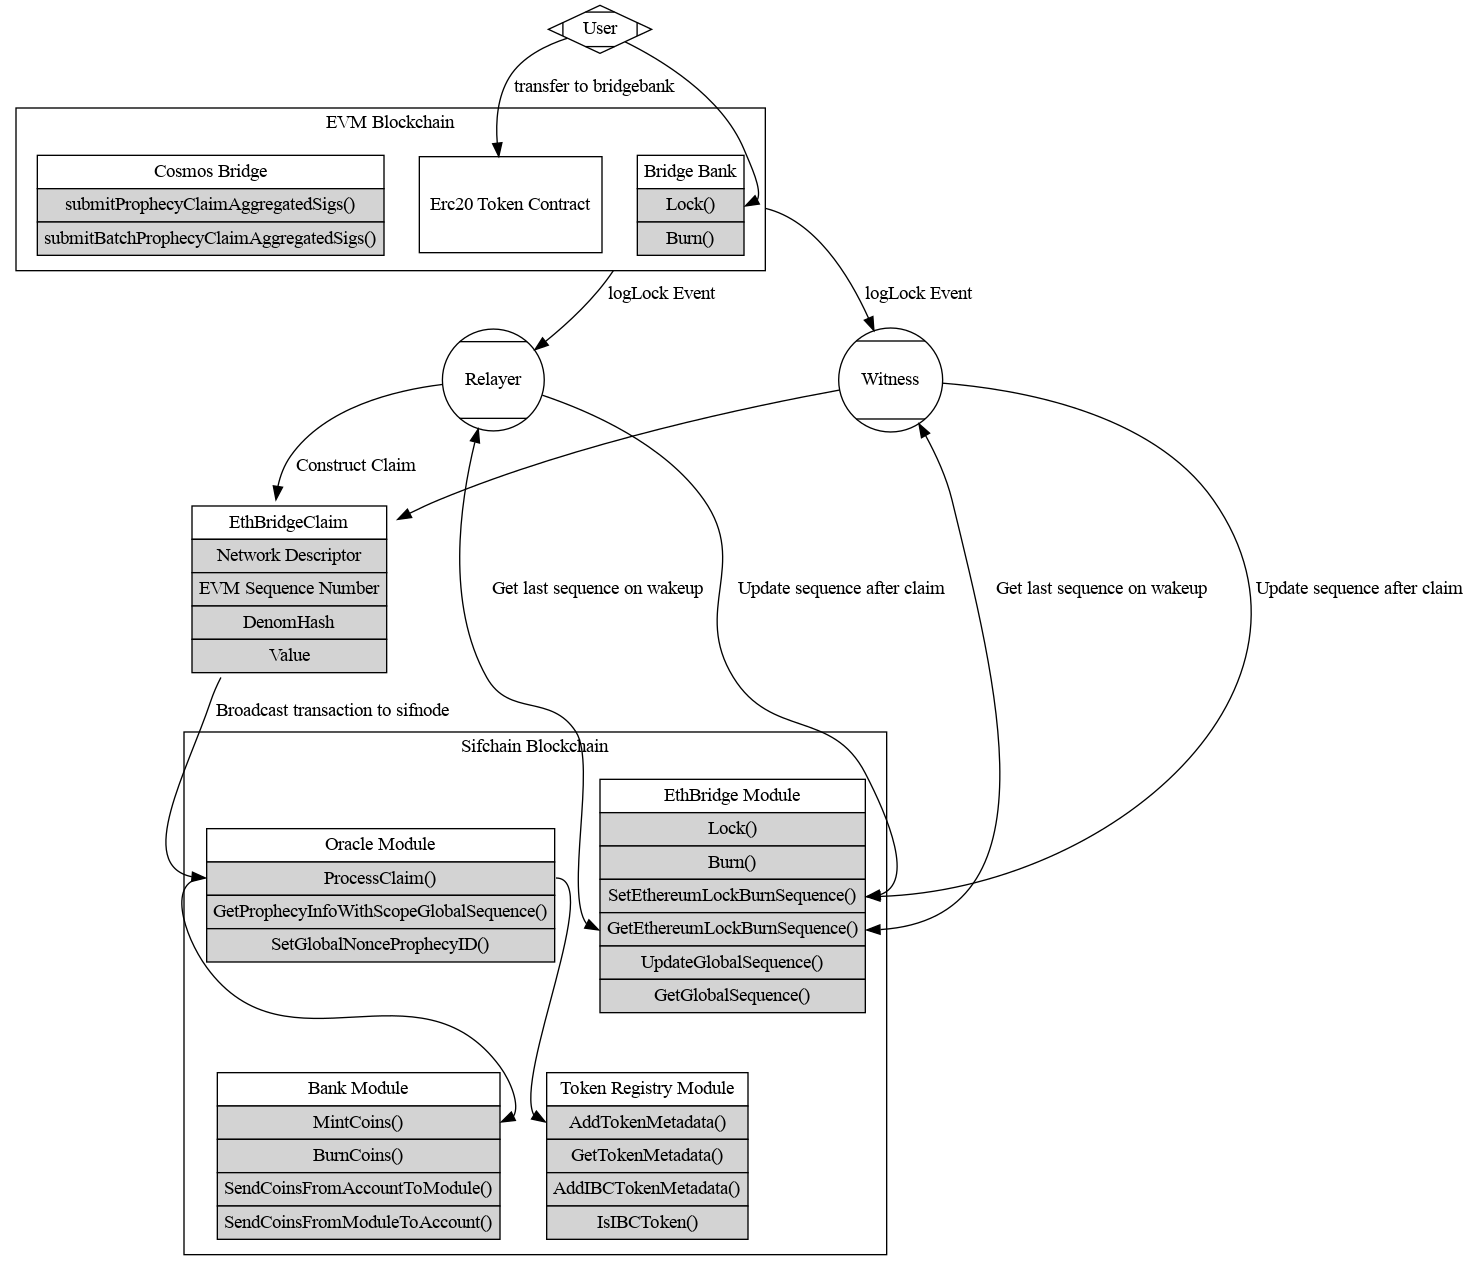 User
transfer to bridgebank
EVM Blockchain
Cosmos Bridge
submitProphecyClaimAggregatedSigs()
submitBatchProphecyClaimAggregatedSigs()
Erc20 Token Contract
Bridge Bank
Lock()
Burn()
logLock Event
logLock Event
Relayer
Witness
Construct Claim
EthBridgeClaim
Network Descriptor
EVM Sequence Number
DenomHash
Value
Get last sequence on wakeup
Update sequence after claim
Get last sequence on wakeup
Update sequence after claim
Broadcast transaction to sifnode
Sifchain Blockchain
EthBridge Module
Lock()
Burn()
SetEthereumLockBurnSequence()
GetEthereumLockBurnSequence()
UpdateGlobalSequence()
GetGlobalSequence()
Oracle Module
ProcessClaim()
GetProphecyInfoWithScopeGlobalSequence()
SetGlobalNonceProphecyID()
Bank Module
MintCoins()
BurnCoins()
SendCoinsFromAccountToModule()
SendCoinsFromModuleToAccount()
Token Registry Module
AddTokenMetadata()
GetTokenMetadata()
AddIBCTokenMetadata()
IsIBCToken()